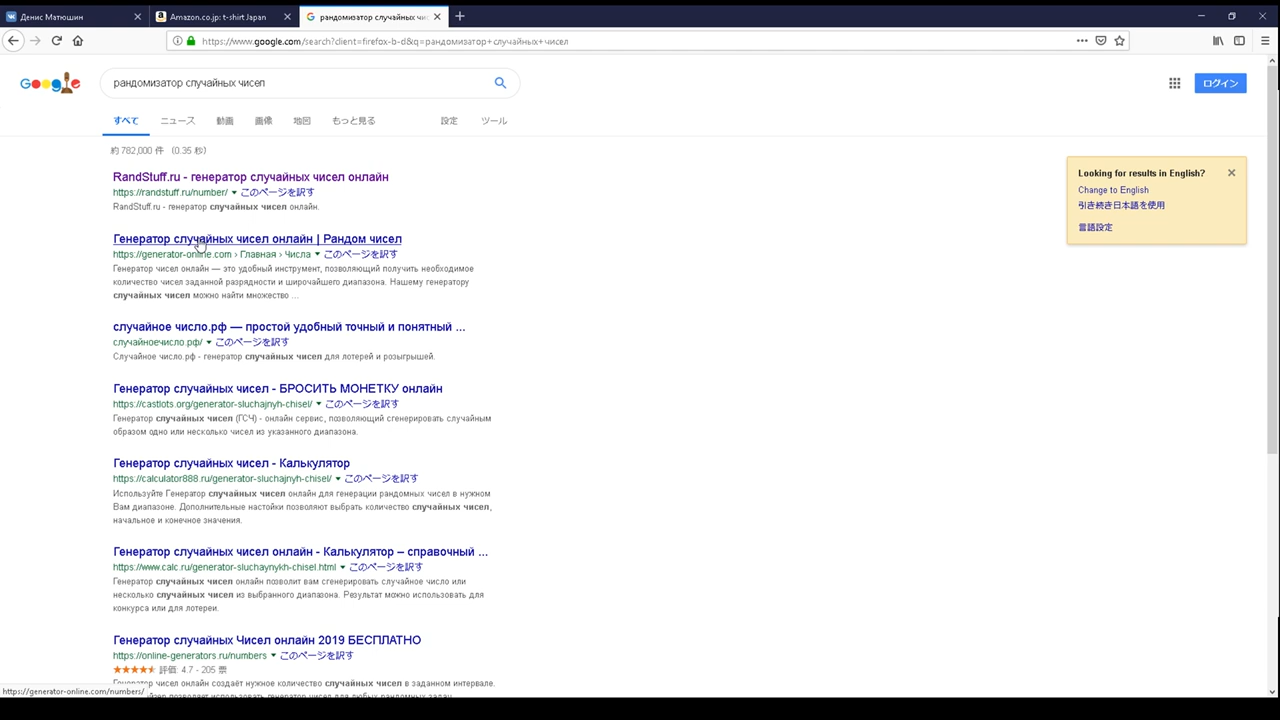 Денис Матюшин
Amazon.co.jp: t-shirt Japan
рандомизатор случайных чис
https://www.google.com/search?client=firefox-b-d&q=рандомизатор+случайных+чисел
Google
рандомизатор случайных чисел
ログイン
すべて ニュース 動画 画像 地図 もっと見る 設定 ツール
約 782,000 件 （0.35 秒）
RandStuff.ru - генератор случайных чисел онлайн
https://randstuff.ru/number/ このページを訳す
RandStuff.ru - генератор случайных чисел онлайн.
Генератор случайных чисел онлайн | Рандом чисел
https://generator-online.com › Главная › Числа このページを訳す
Генератор чисел онлайн — это удобный инструмент, позволяющий получить необходимое
количество чисел заданной разрядности и широчайшего диапазона. Нашему генератору
случайных чисел можно найти множество ...
случайное число.рф — простой удобный точный и понятный ...
случайноечисло.рф/ このページを訳す
Случайное число.рф - генератор случайных чисел для лотерей и розыгрышей.
Генератор случайных чисел - БРОСИТЬ МОНЕТКУ онлайн
https://castlots.org/generator-sluchajnyh-chisel/ このページを訳す
Генератор случайных чисел (ГСЧ) - онлайн сервис, позволяющий сгенерировать случайным
образом одно или несколько чисел из указанного диапазона.
Генератор случайных чисел - Калькулятор
https://calculator888.ru/generator-sluchajnyh-chisel/ このページを訳す
Используйте Генератор случайных чисел онлайн для генерации рандомных чисел в нужном
Вам диапазоне. Дополнительные настойки позволяют выбрать количество случайных чисел,
начальное и конечное значения.
Генератор случайных чисел онлайн - Калькулятор – справочный ...
https://www.calc.ru/generator-sluchaynykh-chisel.html このページを訳す
Генератор случайных чисел онлайн позволит вам сгенерировать случайное число или
несколько случайных чисел из выбранного диапазона. Результат можно использовать для
конкурса или для лотереи.
Генератор случайных Чисел онлайн 2019 БЕСПЛАТНО
https://online-generators.ru/numbers このページを訳す
評価: 4.7 - 205 票
Генератор чисел онлайн создаёт нужное количество случайных чисел в заданном интервале.
позволяет использовать генератор чисел для любых рандомных задач
Looking for results in English?
Change to English
引き続き日本語を使用
言語設定
https://generator-online.com/numbers/